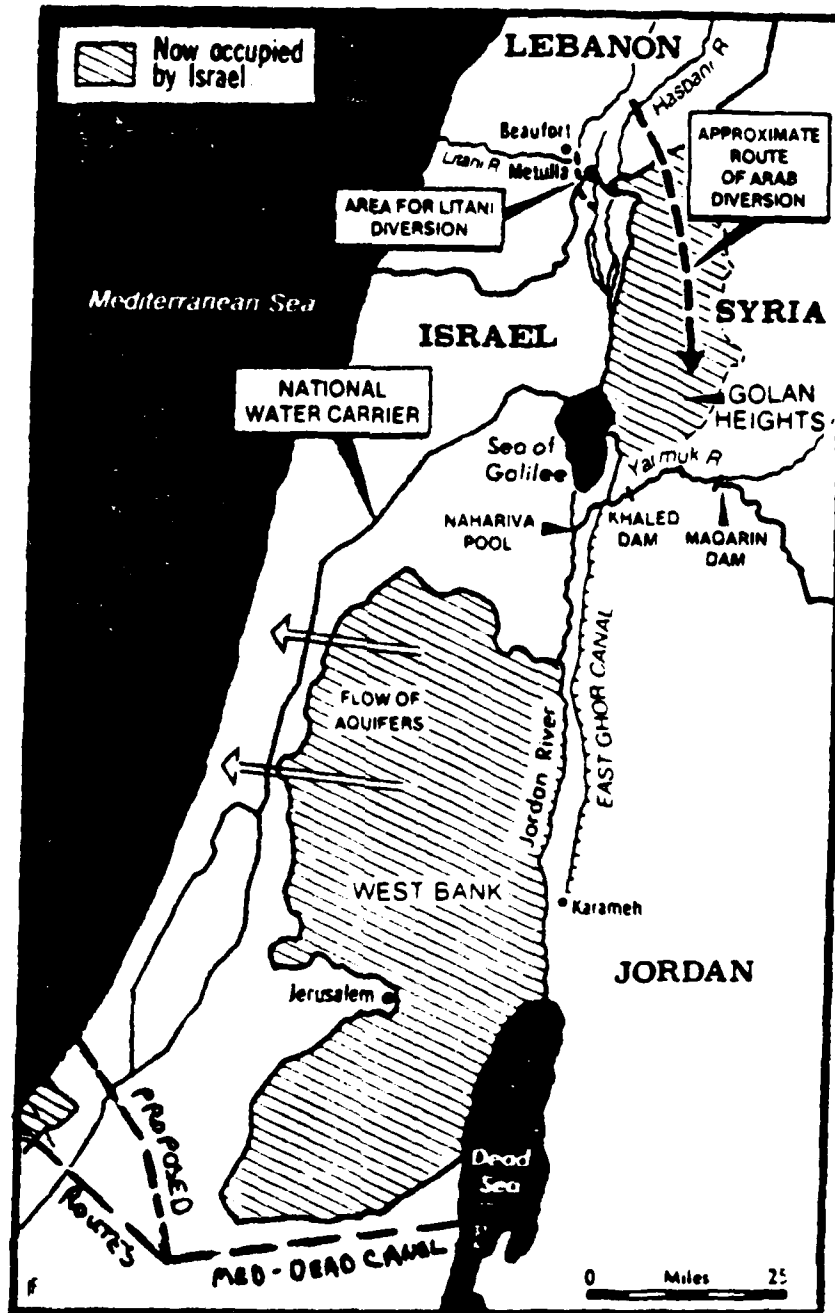 Now occupied
by Israel
LEBANON
Hasbani R
Beaufort
Litani R
Metulla
APPROXIMATE
ROUTE
OF ARAB
DIVERSION
AREA FOR LITANI
DIVERSION
Mediterranean Sea
ISRAEL
SYRIA
NATIONAL
WATER CARRIER
GOLAN
HEIGHTS
Sea of
Galilee
Yarmuk R
NAHARIVA
POOL
KHALED
DAM
MAQARIN
DAM
FLOW OF
AQUIFERS
Jordan River
EAST GHOR CANAL
WEST BANK
Karameh
JORDAN
Jerusalem
PROPOSED
ROUTES
Dead
Sea
MED-DEAD CANAL
0 Miles 25